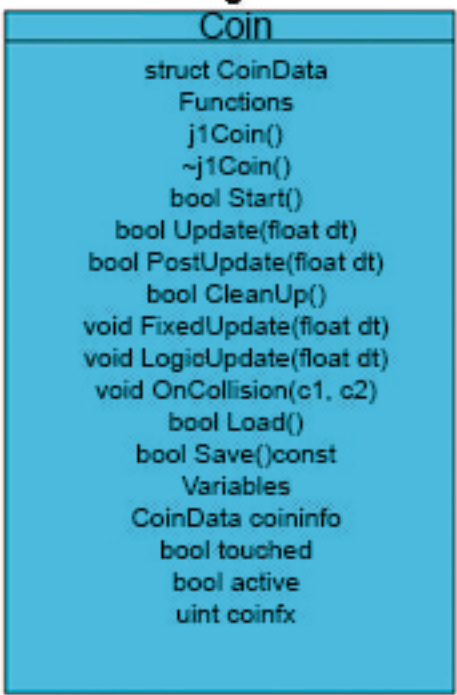 Coin
struct CoinData
Functions
j1Coin()
~j1Coin()
bool Start()
bool Update(float dt)
bool PostUpdate(float dt)
bool CleanUp()
void FixedUpdate(float dt)
void LogicUpdate(float dt)
void OnCollision(c1, c2)
bool Load()
bool Save()const
Variables
CoinData coininfo
bool touched
bool active
uint coinfx